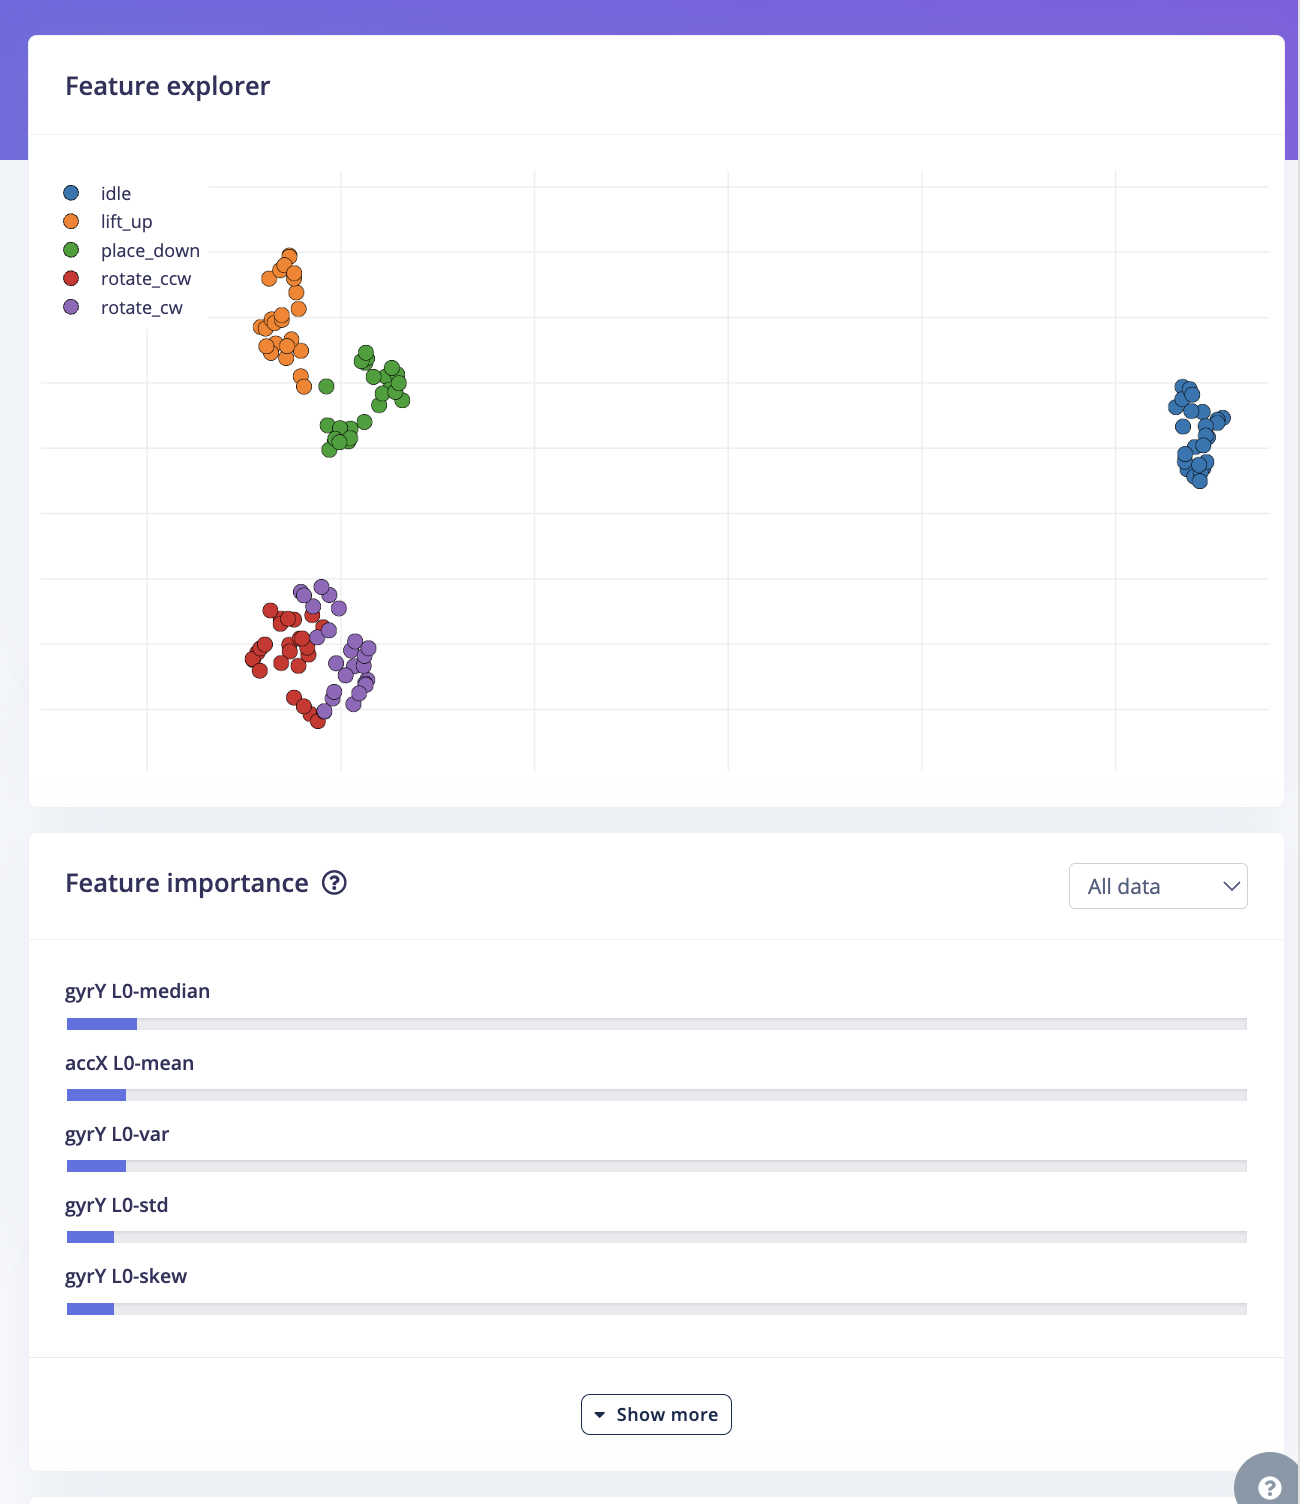 Feature explorer
idle
lift_up
place_down
rotate_ccw
rotate_cw
Feature importance ?
All data
gyrY L0-median
accX L0-mean
gyrY L0-var
gyrY L0-std
gyrY L0-skew
Show more
?